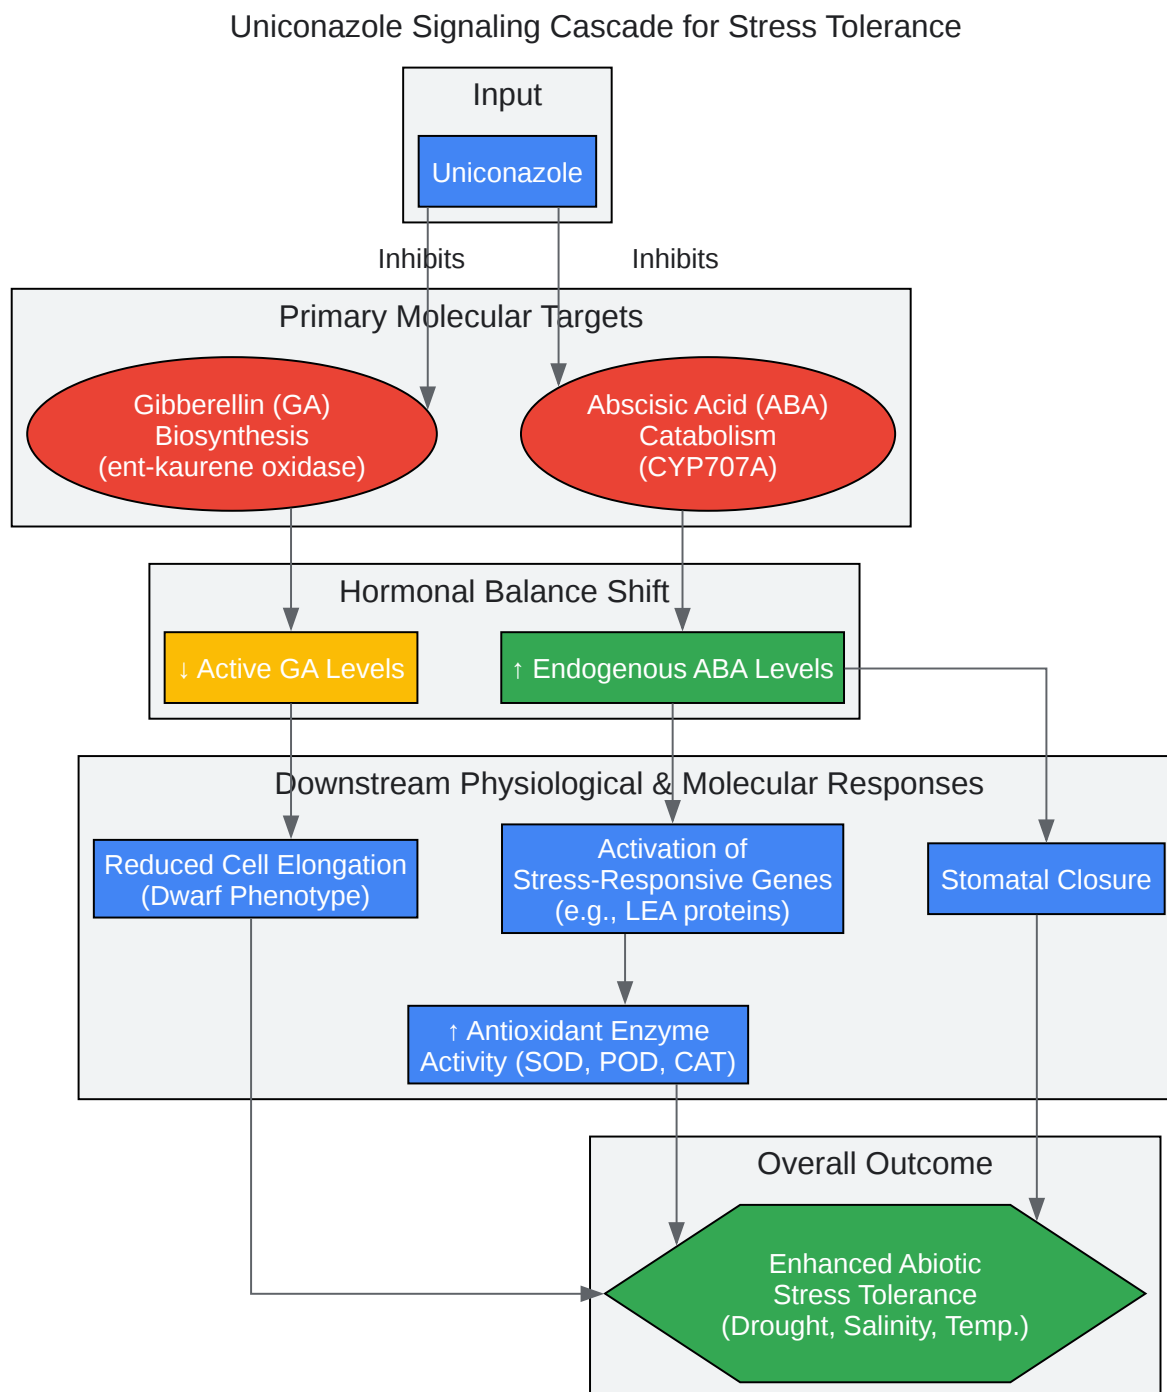 Uniconazole Signaling Cascade for Stress Tolerance
Input
Uniconazole
Inhibits
Inhibits
Primary Molecular Targets
Gibberellin (GA)
Biosynthesis
(ent-kaurene oxidase)
Abscisic Acid (ABA)
Catabolism
(CYP707A)
Hormonal Balance Shift
↓ Active GA Levels
↑ Endogenous ABA Levels
Downstream Physiological & Molecular Responses
Reduced Cell Elongation
(Dwarf Phenotype)
Activation of
Stress-Responsive Genes
(e.g., LEA proteins)
Stomatal Closure
↑ Antioxidant Enzyme
Activity (SOD, POD, CAT)
Overall Outcome
Enhanced Abiotic
Stress Tolerance
(Drought, Salinity, Temp.)